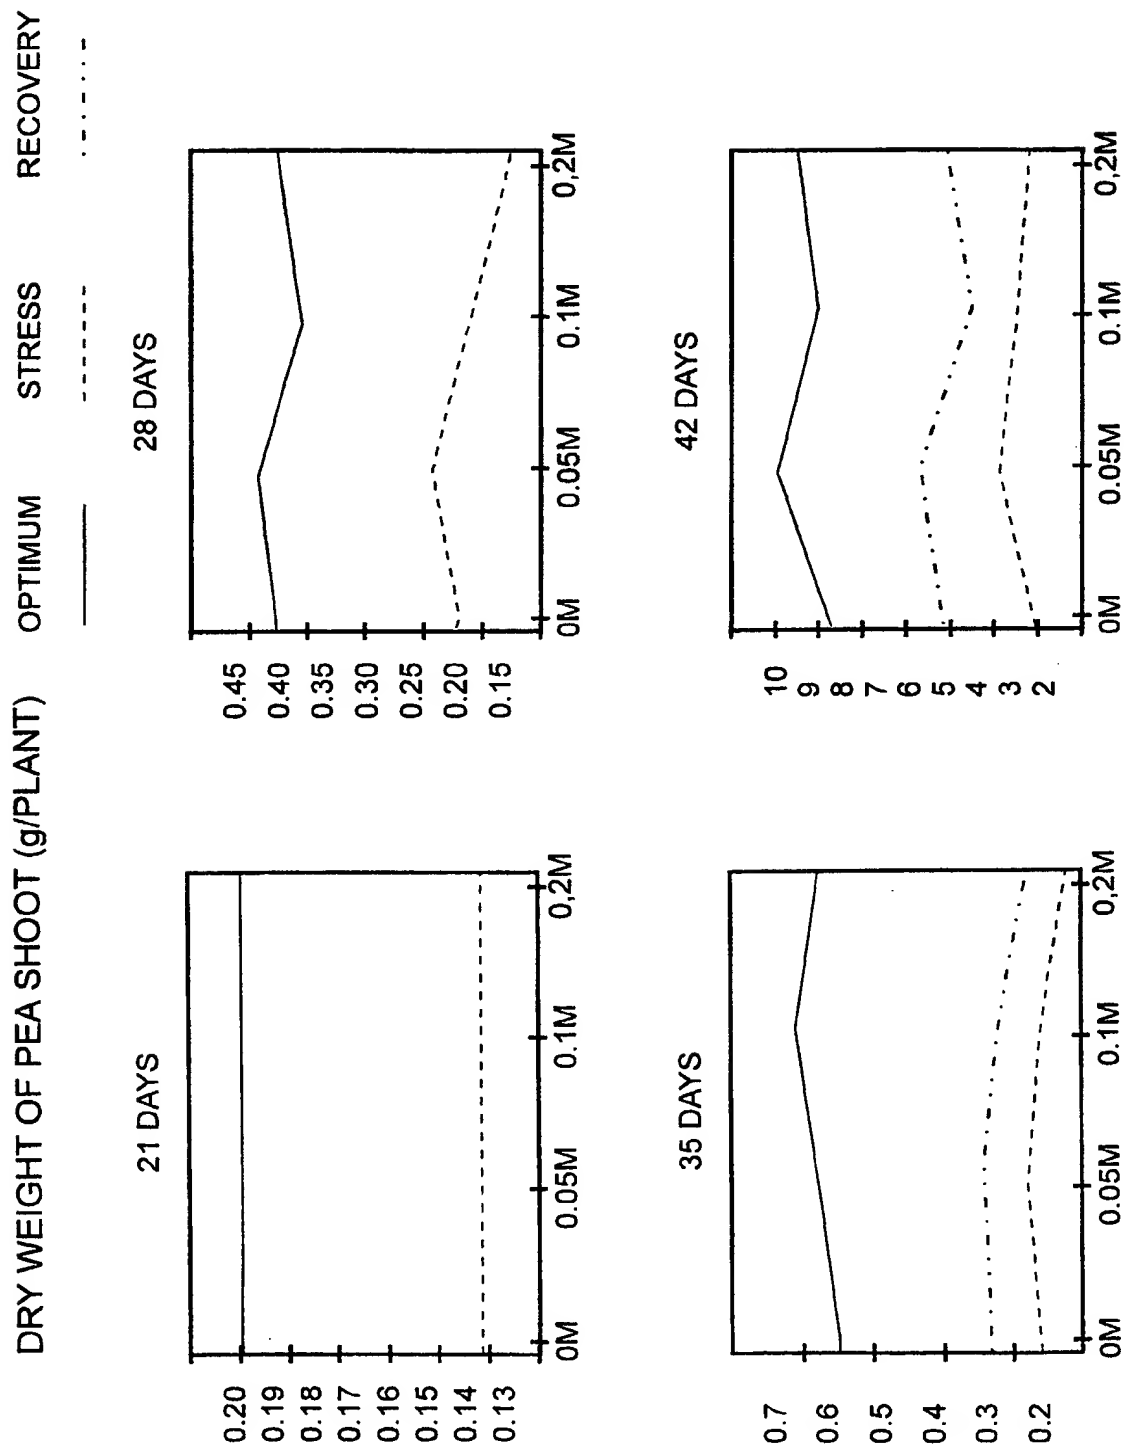 DRY WEIGHT OF PEA SHOOT (g/PLANT)
OPTIMUM
STRESS
RECOVERY
21 DAYS
0.20
0.19
0.18
0.17
0.16
0.15
0.14
0.13
0M
0.05M
0.1M
0,2M
28 DAYS
0.45
0.40
0.35
0.30
0.25
0.20
0.15
0M
0.05M
0.1M
0,2M
35 DAYS
0.7
0.6
0.5
0.4
0.3
0.2
0M
0.05M
0.1M
0,2M
42 DAYS
10
9
8
7
6
5
4
3
2
0M
0.05M
0.1M
0,2M